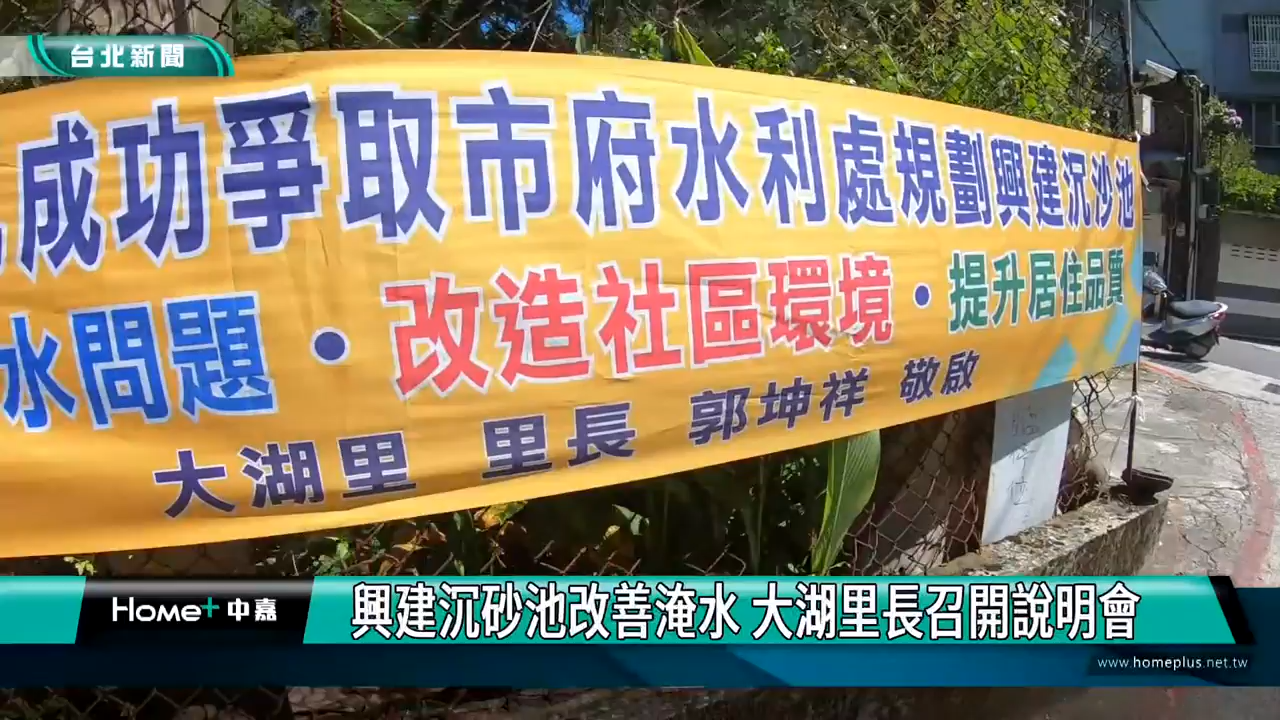 台北新聞
成功爭取市府水利處規劃興建沉沙池
水問題・改造社區環境・提升居住品質
大湖里 里長 郭坤祥 敬啟
Home+中嘉
興建沉砂池改善淹水 大湖里長召開說明會
www.homeplus.net.tw